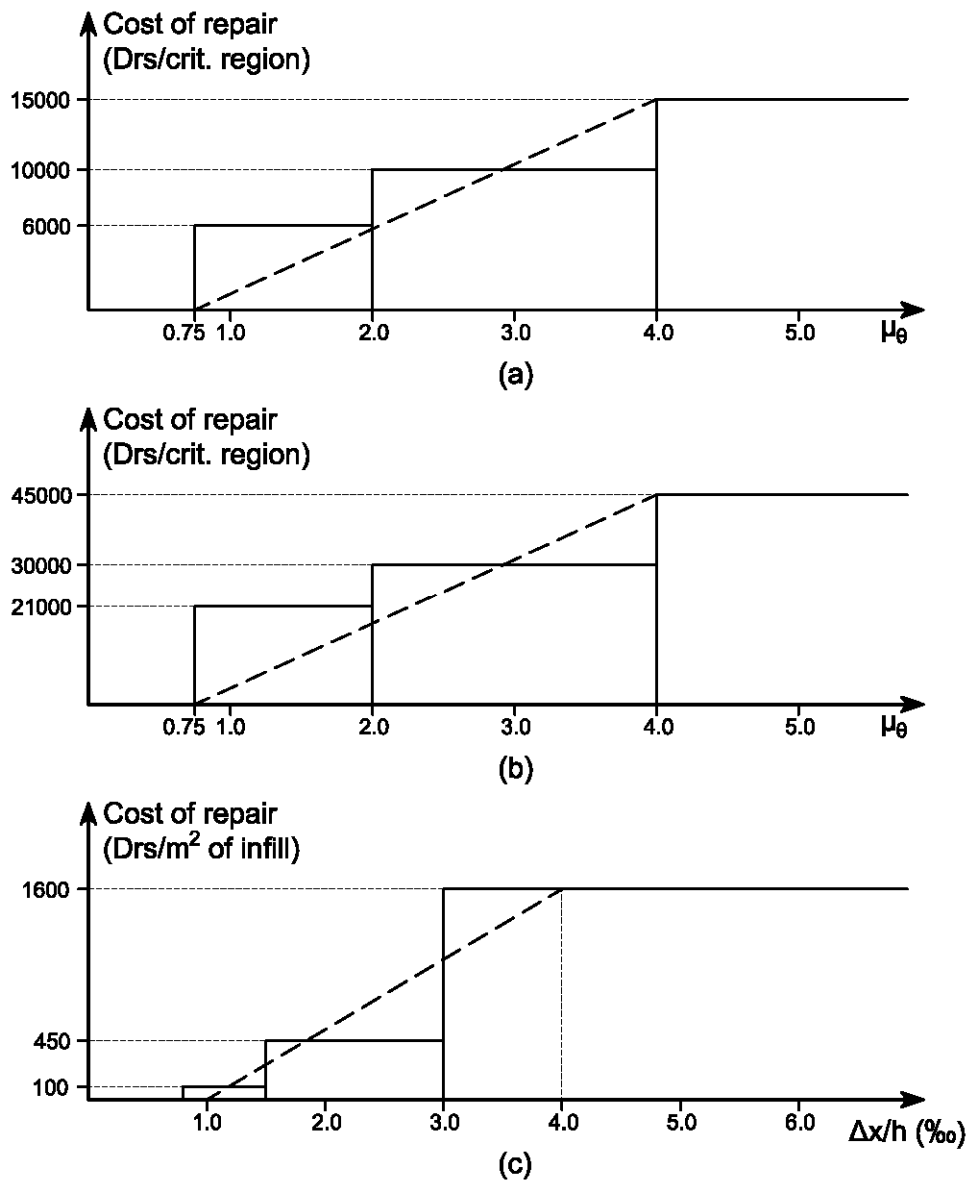 Cost of repair
(Drs/crit. region)
15000
10000
6000
0.75 1.0 2.0 3.0 4.0 5.0 μθ
(a)
Cost of repair
(Drs/crit. region)
45000
30000
21000
0.75 1.0 2.0 3.0 4.0 5.0 μθ
(b)
Cost of repair
(Drs/m² of infill)
1600
450
100
1.0 2.0 3.0 4.0 5.0 6.0 Δx/h (‰)
(c)